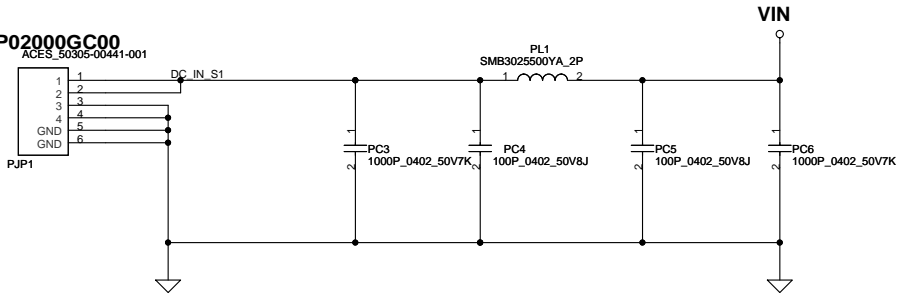 VIN
P02000GC00
ACES_50305-00441-001
PL1
SMB3025500YA_2P
1 1 DC_IN_S1 1 2
2 2
3 3
4 4
GND 5
GND 6
PJP1
1 1 1 1
PC3 PC4 PC5 PC6
1000P_0402_50V7K 100P_0402_50V8J 100P_0402_50V8J 1000P_0402_50V7K
2 2 2 2